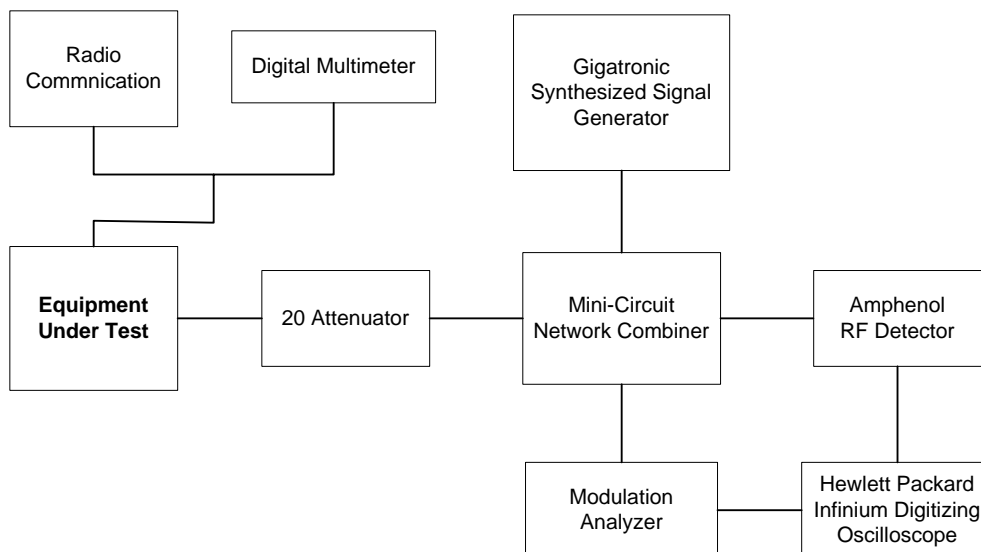 Radio
Commnication
Digital Multimeter
Gigatronic
Synthesized Signal
Generator
Equipment
Under Test
20 Attenuator
Mini-Circuit
Network Combiner
Amphenol
RF Detector
Modulation
Analyzer
Hewlett Packard
Infinium Digitizing
Oscilloscope